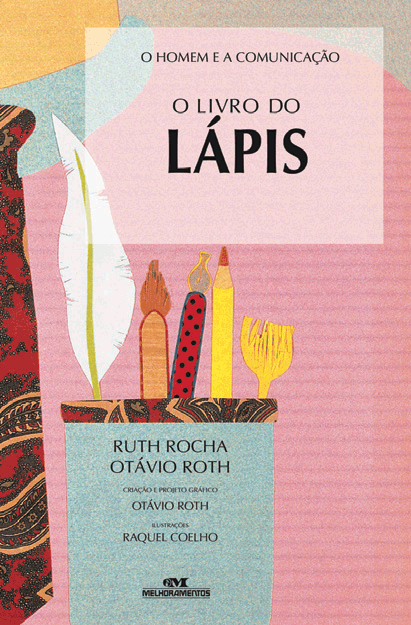 O HOMEM E A COMUNICAÇÃO
O LIVRO DO
LÁPIS
RUTH ROCHA
OTÁVIO ROTH
CRIAÇÃO E PROJETO GRÁFICO
OTÁVIO ROTH
ILUSTRAÇÕES
RAQUEL COELHO
MELHORAMENTOS